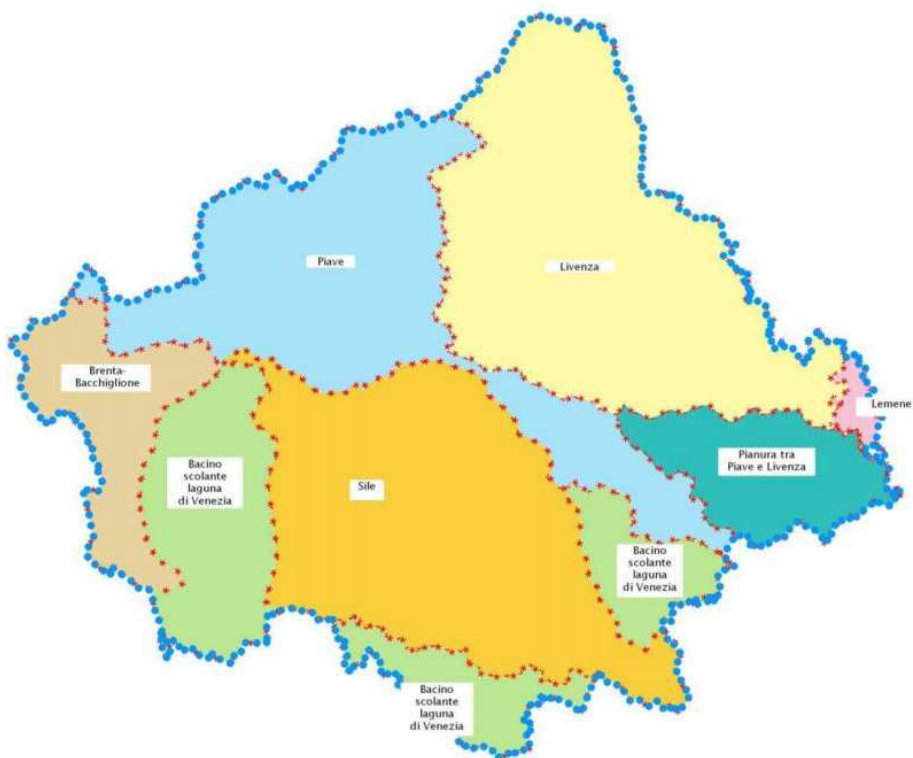 Piave
Livenza
Brenta-
Bacchiglione
Lemene
Bacino
scolante
laguna
di Venezia
Sile
Pianura tra
Piave e Livenza
Bacino
scolante
laguna
di Venezia
Bacino
scolante
laguna
di Venezia